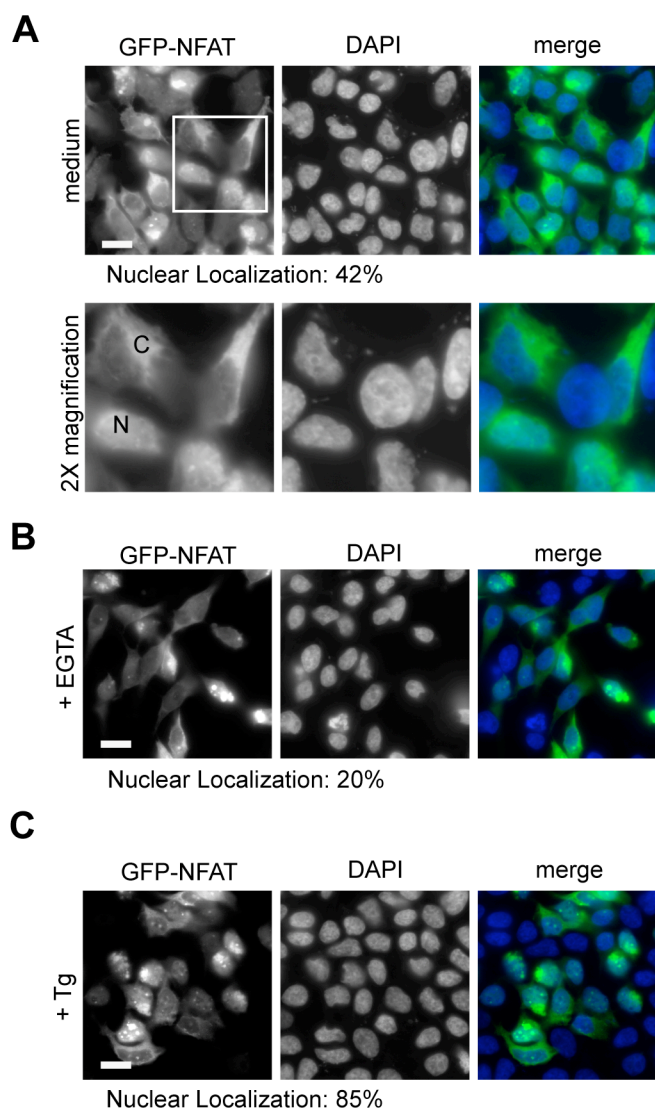 A
GFP-NFAT DAPI merge
medium
Nuclear Localization: 42%
2X magnification
C
N
B
GFP-NFAT DAPI merge
+ EGTA
Nuclear Localization: 20%
C
GFP-NFAT DAPI merge
+ Tg
Nuclear Localization: 85%